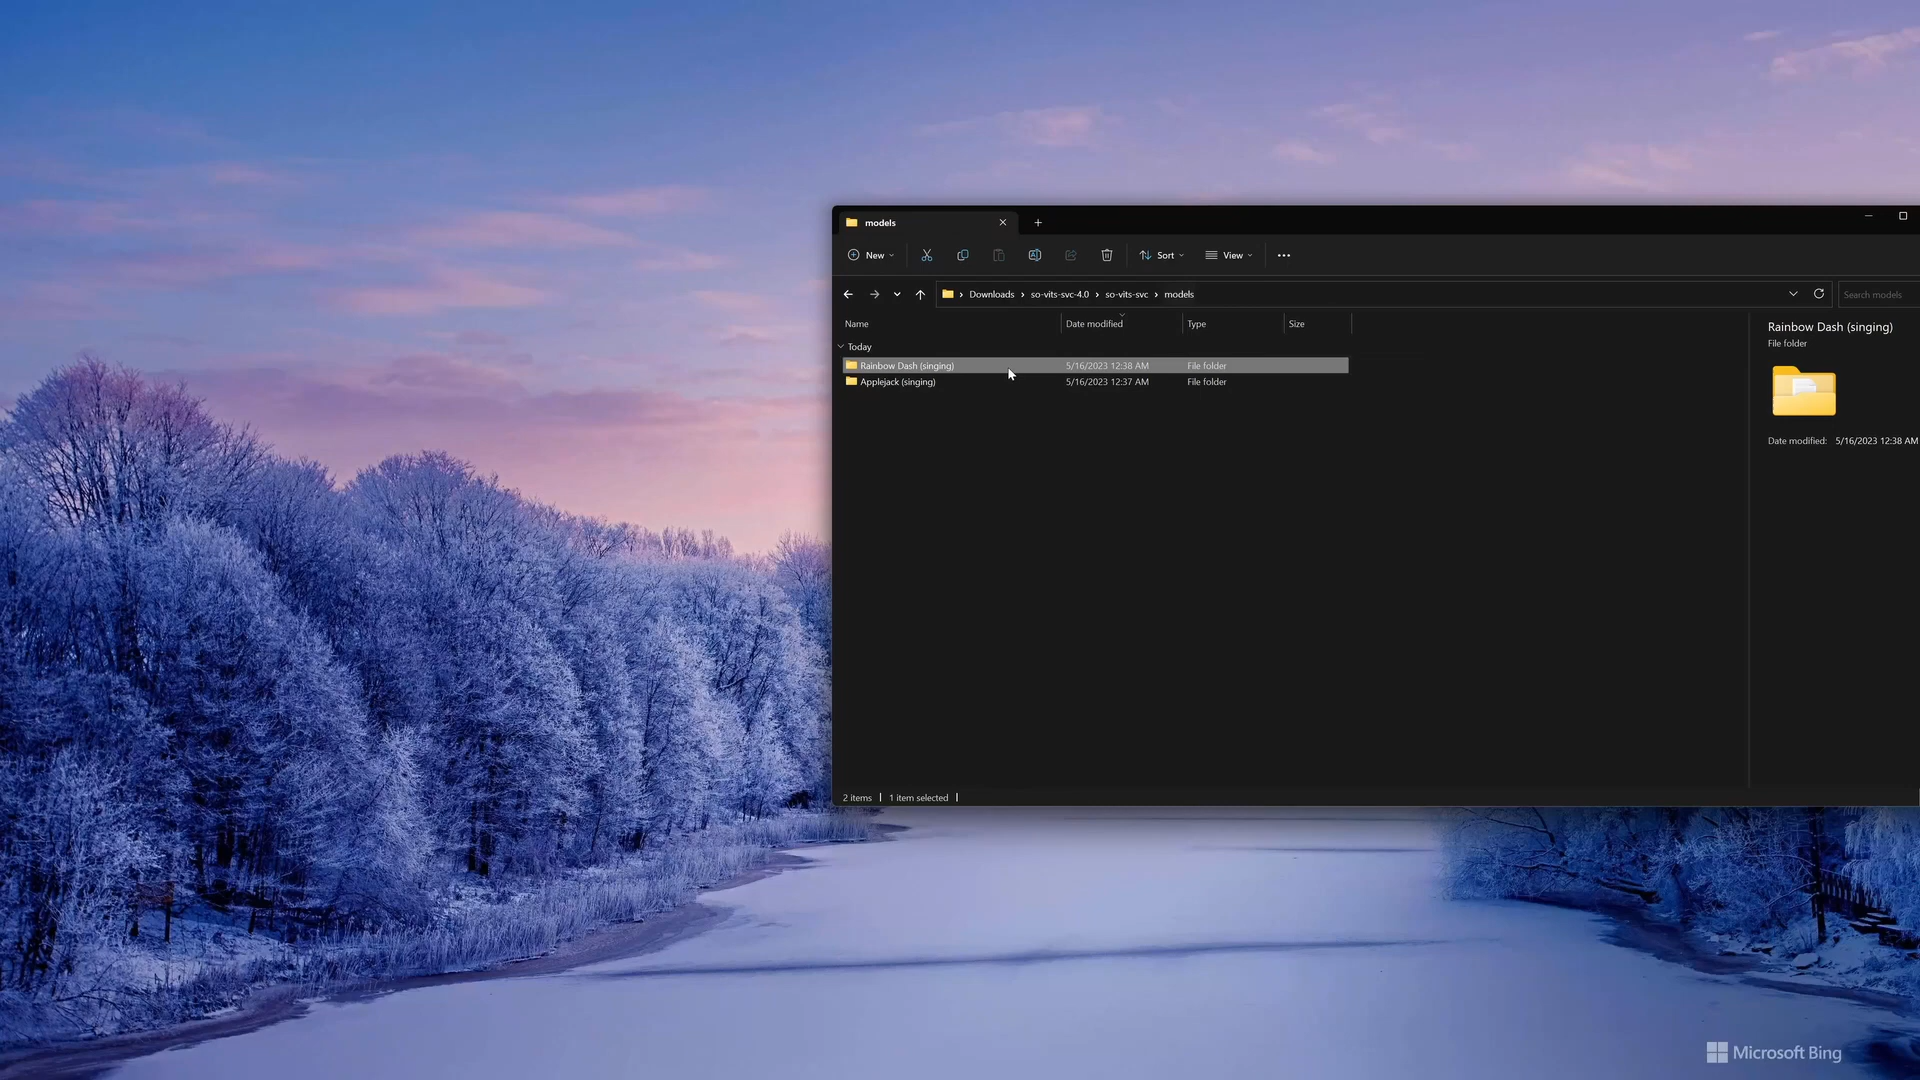 models
New
Sort
View
Downloads
so-vits-svc-4.0
so-vits-svc
models
Search models
Name
Date modified
Type
Size
Today
Rainbow Dash (singing)
5/16/2023 12:38 AM
File folder
Applejack (singing)
5/16/2023 12:37 AM
File folder
Rainbow Dash (singing)
File folder
Date modified: 5/16/2023 12:38 AM
2 items
1 item selected
Microsoft Bing